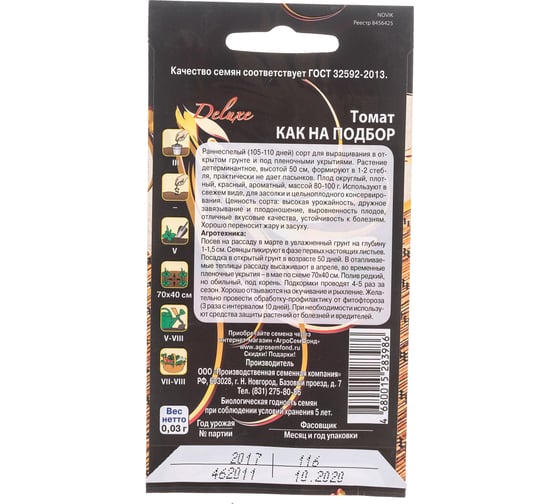 NOVIK
Реестр 8456425
Качество семян соответствует ГОСТ 32592-2013.
Deluxe
Томат
КАК НА ПОДБОР
Раннеспелый (105-110 дней) сорт для выращивания в от-
крытом грунте и под пленочными укрытиями. Растение
детерминантное, высотой 50 см, формируют в 1-2 стебля,
практически не дает пасынков. Плод округлый, плот-
ный, красный, ароматный, массой 80-100 г. Используют в
свежем виде, для засолки и цельноплодного консервиро-
вания. Ценность сорта: высокая урожайность, дружное
завязывание и плодоношение, выровненность плодов,
отличные вкусовые качества, устойчивость к болезням.
Хорошо переносит жару и засуху.
Агротехника:
Посев на рассаду в марте в увлажненный грунт на глубину
1-1,5 см. Сеянцы пикируют в фазе первых настоящих листьев.
Посадка в открытый грунт в возрасте 50 дней. В отапливае-
мые теплицы рассаду высаживают в апреле, во временные
пленочные укрытия – в мае по схеме 70х40 см. Полив редкий,
но обильный, под корень. Подкормки проводят 4-5 раз за
сезон. Хорошо отзываются на окучивание и рыхление. Жела-
тельно провести обработку-профилактику от фитофтороза
(3 раза с интервалом 10 дней). При необходимости использу-
ют средства защиты растений от болезней и вредителей.
II
–
V
70х40 см
V-VIII
VII-VIII
Приобретайте семена через
интернет-магазин «АгроСемФонд»
www.agrosemfond.ru
Скидки! Подарки!
Производитель
ООО «Производственная семенная компания»
РФ, 603028, г. Н. Новгород, Базовый проезд, д. 7
Тел. (831) 275-80-66
Биологическая годность семян
при соблюдении условий хранения 5 лет.
4 680015 283986
Вес
нетто
0,03 г
Год урожая Фасовщик
№ партии Месяц и год упаковки
2017 116
462011 10.2020